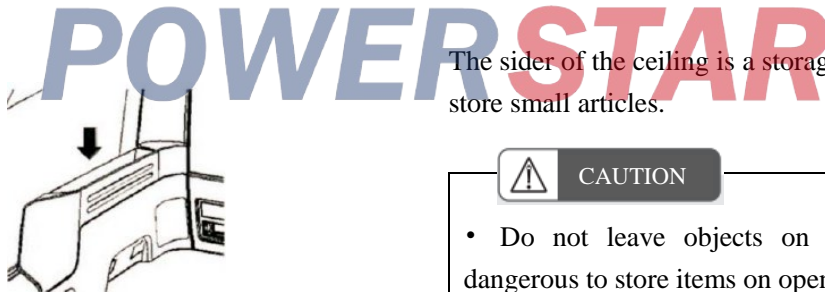 POWERSTAR
The sider of the ceiling is a storag
store small articles.
CAUTION
• Do not leave objects on
dangerous to store items on oper